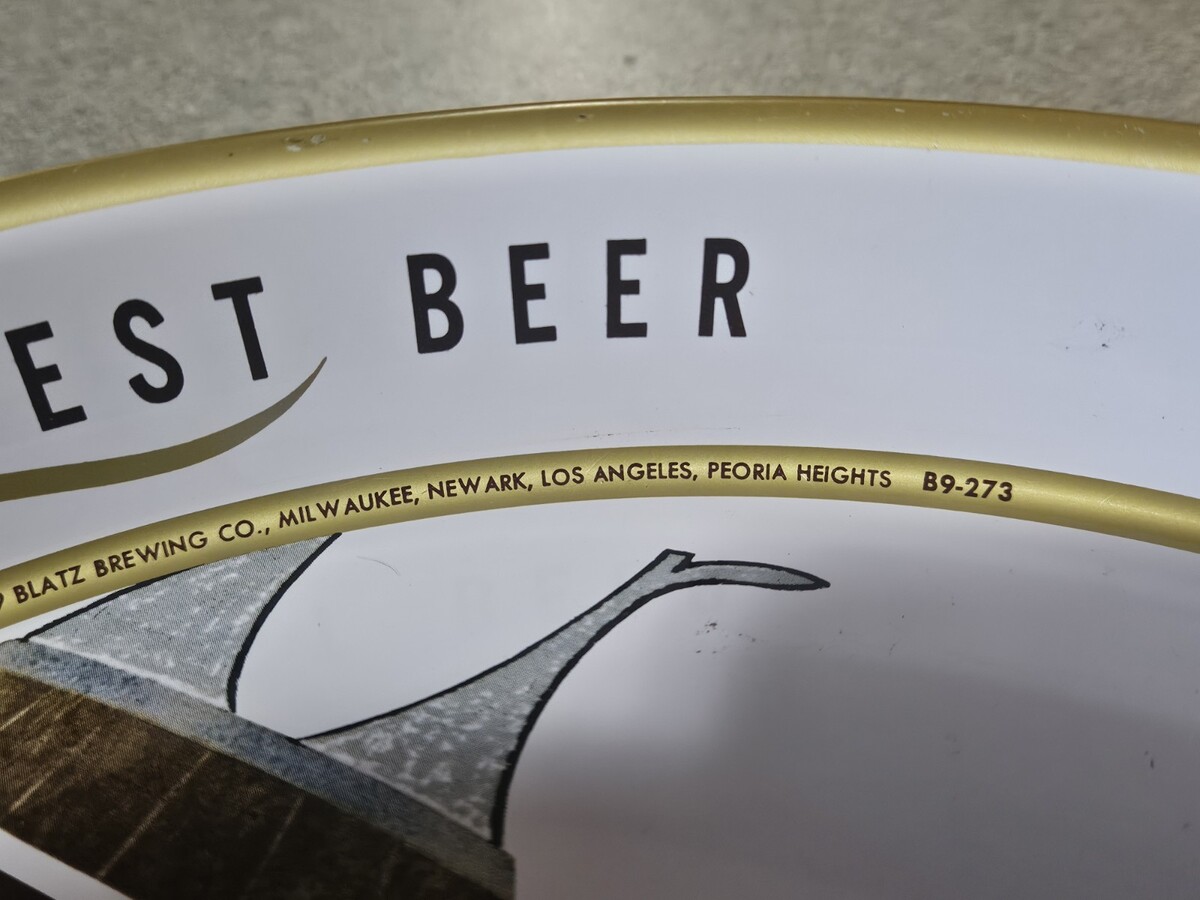 EST BEER
BLATZ BREWING CO., MILWAUKEE, NEWARK, LOS ANGELES, PEORIA HEIGHTS B9-273